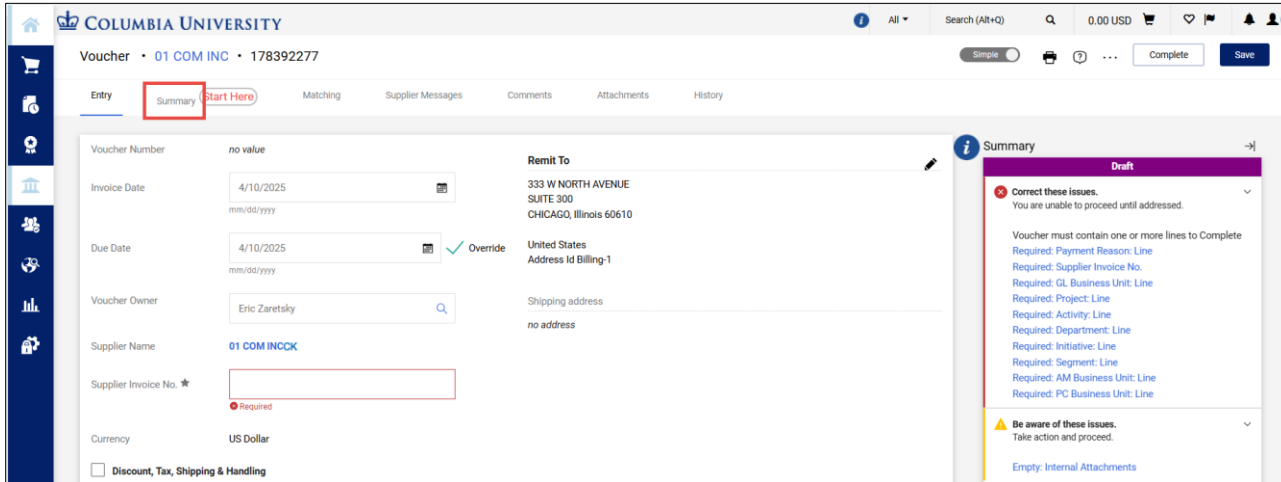 COLUMBIA UNIVERSITY
All
Search (Alt+Q)
0.00 USD
Voucher • 01 COM INC • 178392277
Simple
Complete
Save
Entry
Summary
Start Here
Matching
Supplier Messages
Comments
Attachments
History
Voucher Number
no value
Invoice Date
4/10/2025
mm/dd/yyyy
Due Date
4/10/2025
Override
mm/dd/yyyy
Voucher Owner
Eric Zaretsky
Supplier Name
01 COM INCCK
Supplier Invoice No. ★
Required
Currency
US Dollar
Discount, Tax, Shipping & Handling
Remit To
333 W NORTH AVENUE
SUITE 300
CHICAGO, Illinois 60610
United States
Address Id Billing-1
Shipping address
no address
Summary
Draft
Correct these issues.
You are unable to proceed until addressed.
Voucher must contain one or more lines to Complete
Required: Payment Reason: Line
Required: Supplier Invoice No.
Required: GL Business Unit: Line
Required: Project: Line
Required: Activity: Line
Required: Department: Line
Required: Initiative: Line
Required: Segment: Line
Required: AM Business Unit: Line
Required: PC Business Unit: Line
Be aware of these issues.
Take action and proceed.
Empty: Internal Attachments